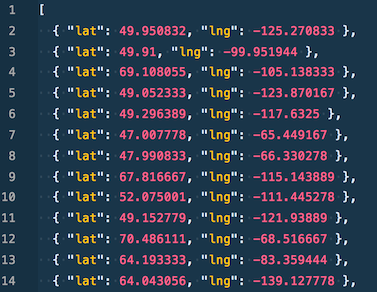 1 [
2 { "lat": 49.950832, "lng": -125.270833 },
3 { "lat": 49.91, "lng": -99.951944 },
4 { "lat": 69.108055, "lng": -105.138333 },
5 { "lat": 49.052333, "lng": -123.870167 },
6 { "lat": 49.296389, "lng": -117.6325 },
7 { "lat": 47.007778, "lng": -65.449167 },
8 { "lat": 47.990833, "lng": -66.330278 },
9 { "lat": 67.816667, "lng": -115.143889 },
10 { "lat": 52.075001, "lng": -111.445278 },
11 { "lat": 49.152779, "lng": -121.93889 },
12 { "lat": 70.486111, "lng": -68.516667 },
13 { "lat": 64.193333, "lng": -83.359444 },
14 { "lat": 64.043056, "lng": -139.127778 },